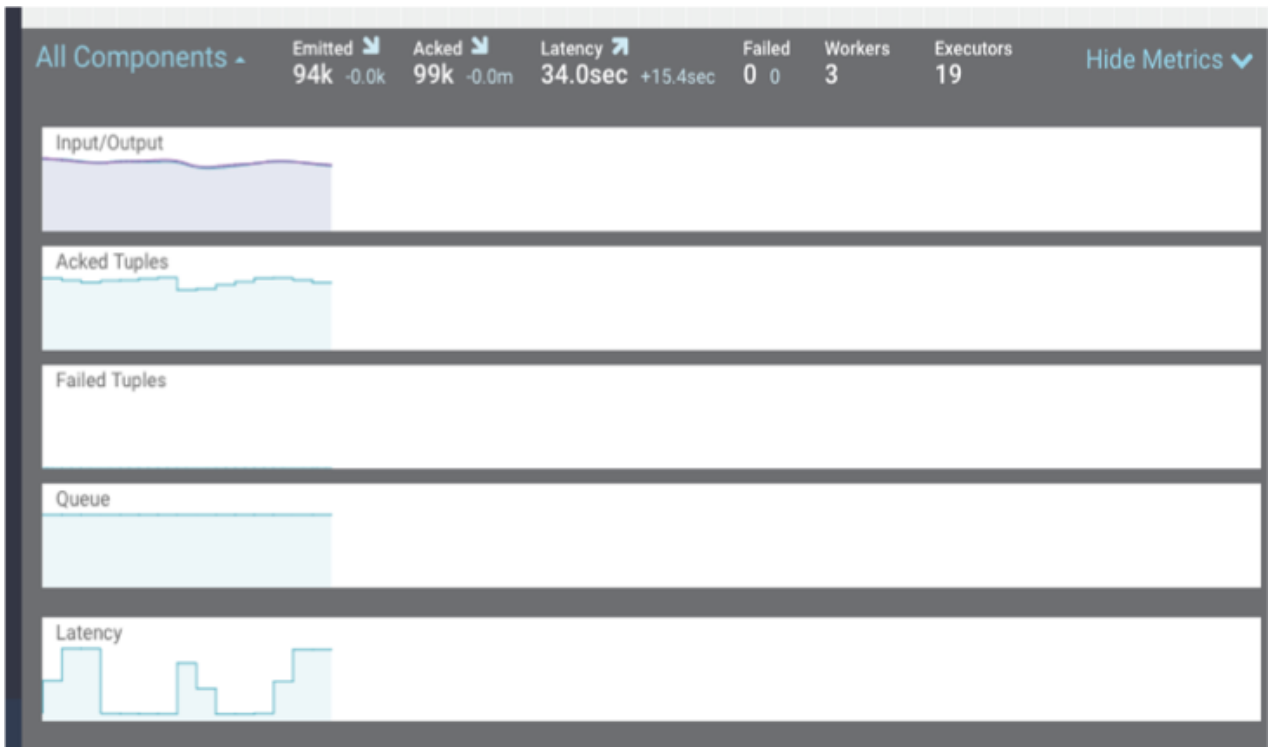 All Components
Emitted Acked Latency Failed Workers Executors
94k -0.0k 99k -0.0m 34.0sec +15.4sec 0 0 3 19
Hide Metrics
Input/Output
Acked Tuples
Failed Tuples
Queue
Latency